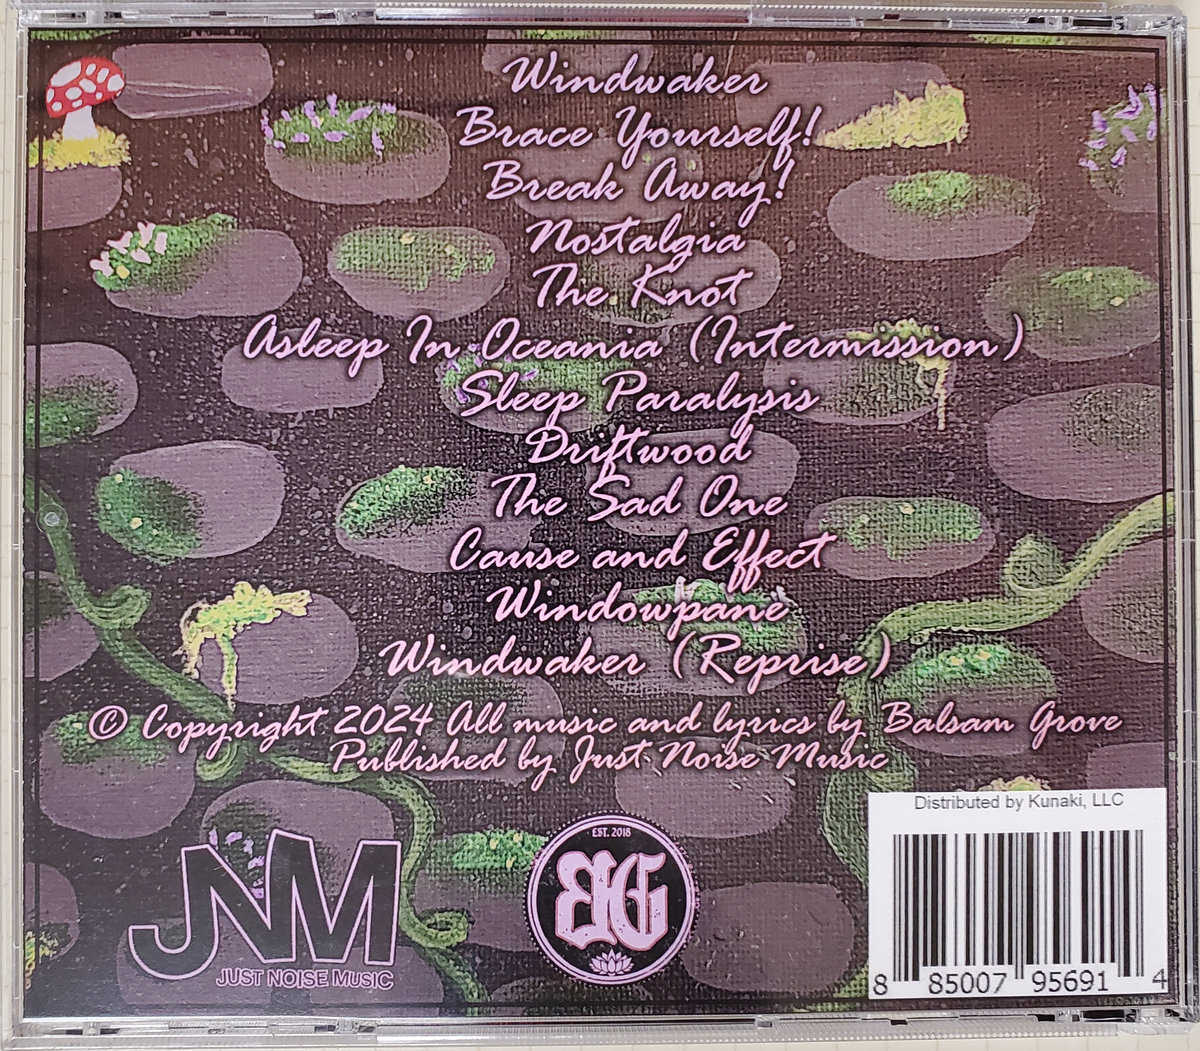 Windwaker
Brace Yourself!
Break Away!
Nostalgia
The Knot
Asleep In Oceania (Intermission)
Sleep Paralysis
Driftwood
The Sad One
Cause and Effect
Windowpane
Windwaker (Reprise)
© Copyright 2024 All music and lyrics by Balsam Grove
Published by Just Noise Music
JNM
JUST NOISE MUSIC
EST. 2018
BG
Distributed by Kunaki, LLC
8 85007 95691 4